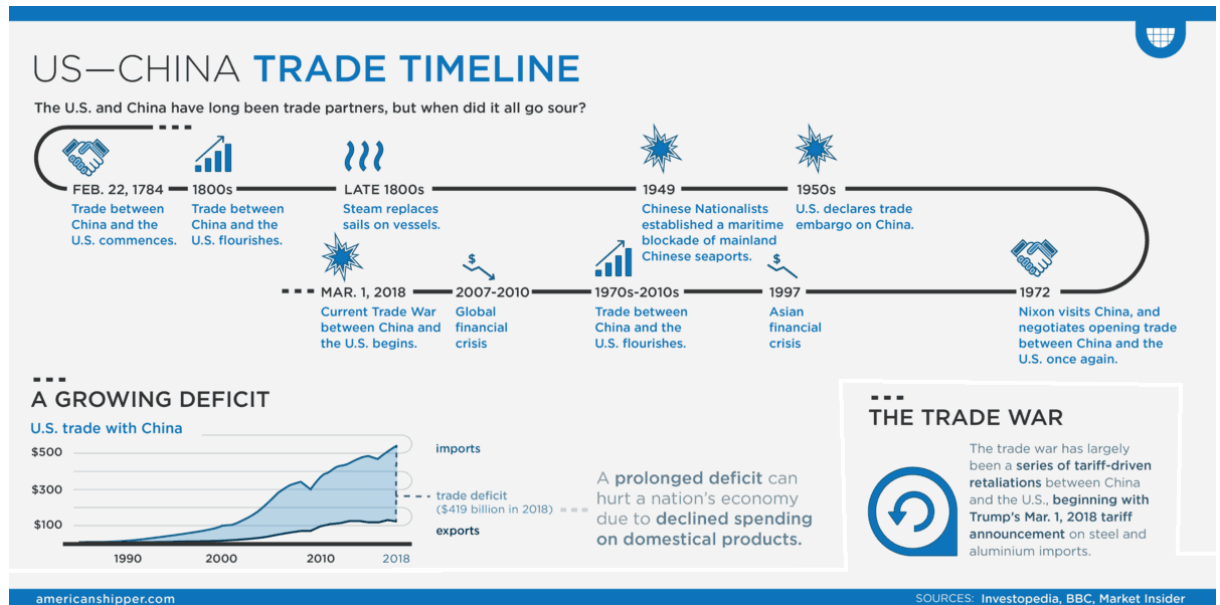 US—CHINA TRADE TIMELINE
The U.S. and China have long been trade partners, but when did it all go sour?
FEB. 22, 1784
Trade between
China and the
U.S. commences.
1800s
Trade between
China and the
U.S. flourishes.
LATE 1800s
Steam replaces
sails on vessels.
1949
Chinese Nationalists
established a maritime
blockade of mainland
Chinese seaports.
1950s
U.S. declares trade
embargo on China.
$
$
MAR. 1, 2018
Current Trade War
between China and
the U.S. begins.
2007-2010
Global
financial
crisis
1970s-2010s
Trade between
China and the
U.S. flourishes.
1997
Asian
financial
crisis
1972
Nixon visits China, and
negotiates opening trade
between China and the
U.S. once again.
A GROWING DEFICIT
U.S. trade with China
$500
$300
$100
1990
2000
2010
2018
imports
trade deficit
($419 billion in 2018)
exports
A prolonged deficit can
hurt a nation's economy
due to declined spending
on domestical products.
THE TRADE WAR
The trade war has largely
been a series of tariff-driven
retaliations between China
and the U.S., beginning with
Trump's Mar. 1, 2018 tariff
announcement on steel and
aluminium imports.
americanshipper.com
SOURCES: Investopedia, BBC, Market Insider